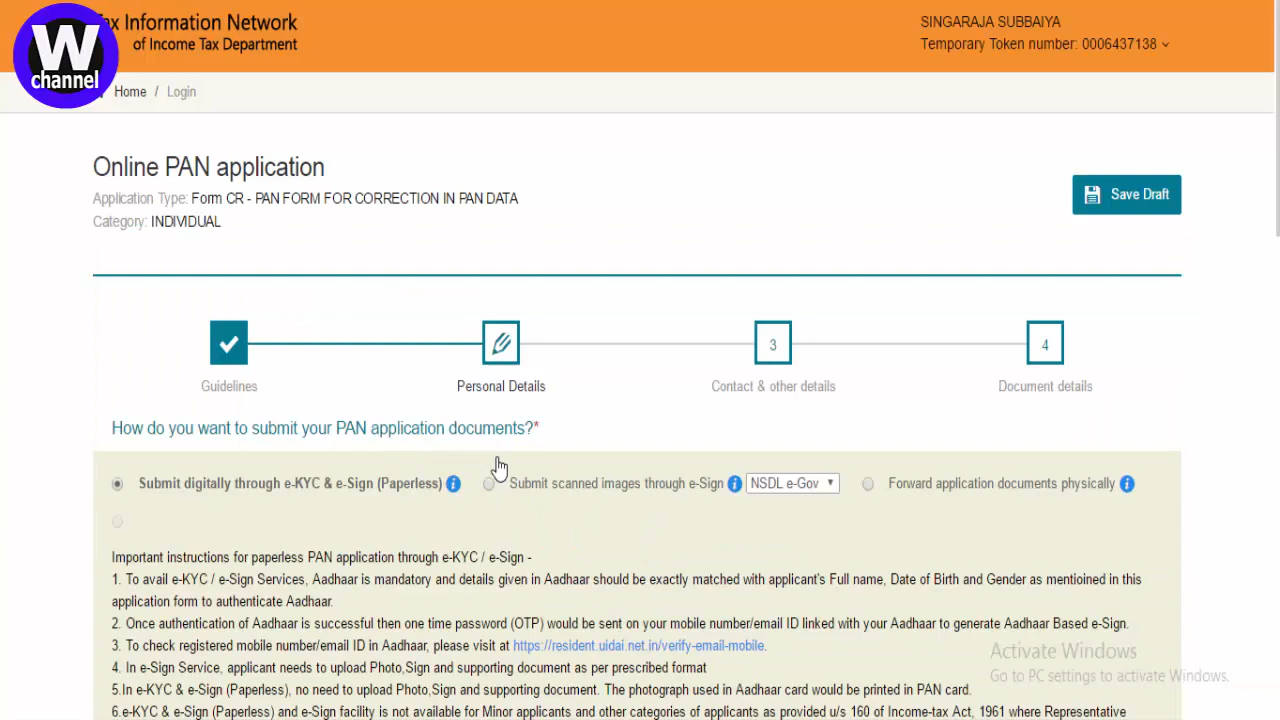 Tax Information Network
of Income Tax Department
W
channel
SINGARAJA SUBBAIYA
Temporary Token number: 0006437138
Home / Login
Online PAN application
Application Type: Form CR - PAN FORM FOR CORRECTION IN PAN DATA
Category: INDIVIDUAL
Save Draft
3
4
Guidelines
Personal Details
Contact & other details
Document details
How do you want to submit your PAN application documents?*
Submit digitally through e-KYC & e-Sign (Paperless) i Submit scanned images through e-Sign i NSDL e-Gov Forward application documents physically i
Important instructions for paperless PAN application through e-KYC / e-Sign -
1. To avail e-KYC / e-Sign Services, Aadhaar is mandatory and details given in Aadhaar should be exactly matched with applicant's Full name, Date of Birth and Gender as mentioined in this
application form to authenticate Aadhaar.
2. Once authentication of Aadhaar is successful then one time password (OTP) would be sent on your mobile number/email ID linked with your Aadhaar to generate Aadhaar Based e-Sign.
3. To check registered mobile number/email ID in Aadhaar, please visit at https://resident.uidai.net.in/verify-email-mobile.
4. In e-Sign Service, applicant needs to upload Photo,Sign and supporting document as per prescribed format
5.In e-KYC & e-Sign (Paperless), no need to upload Photo,Sign and supporting document. The photograph used in Aadhaar card would be printed in PAN card.
6.e-KYC & e-Sign (Paperless) and e-Sign facility is not available for Minor applicants and other categories of applicants as provided u/s 160 of Income-tax Act, 1961 where Representative
Activate Windows
Go to PC settings to activate Windows.